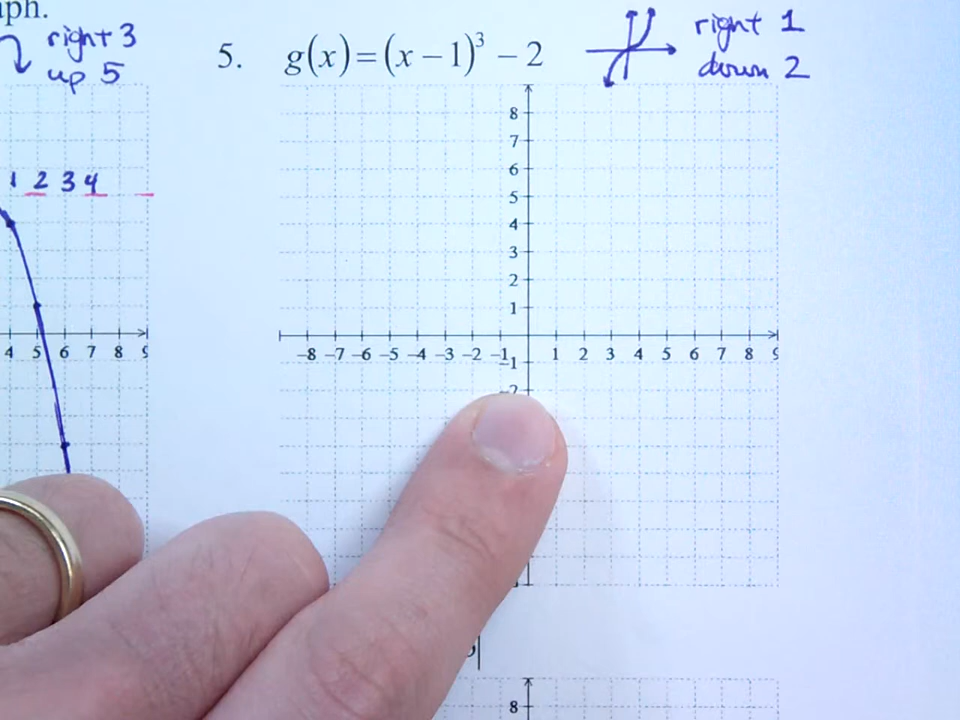 ph.
right 3
up 5
5. g(x) = (x − 1)³ − 2
right 1
down 2
1 2 3 4
4 5 6 7 8 9
8
7
6
5
4
3
2
1
−8 −7 −6 −5 −4 −3 −2 −1 1 2 3 4 5 6 7 8 9
−1
−2
8